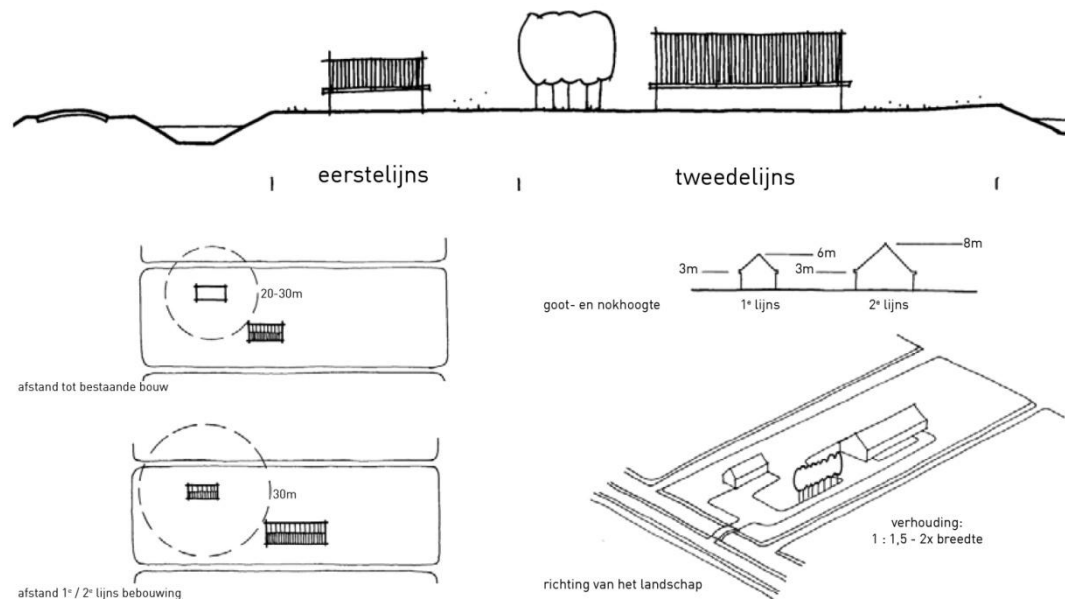 eerstelijns
tweedelijns
20-30m
afstand tot bestaande bouw
8m
6m
3m
3m
goot- en nokhoogte
1ᵉ lijns
2ᵉ lijns
30m
afstand 1ᵉ / 2ᵉ lijns bebouwing
verhouding:
1 : 1,5 - 2x breedte
richting van het landschap